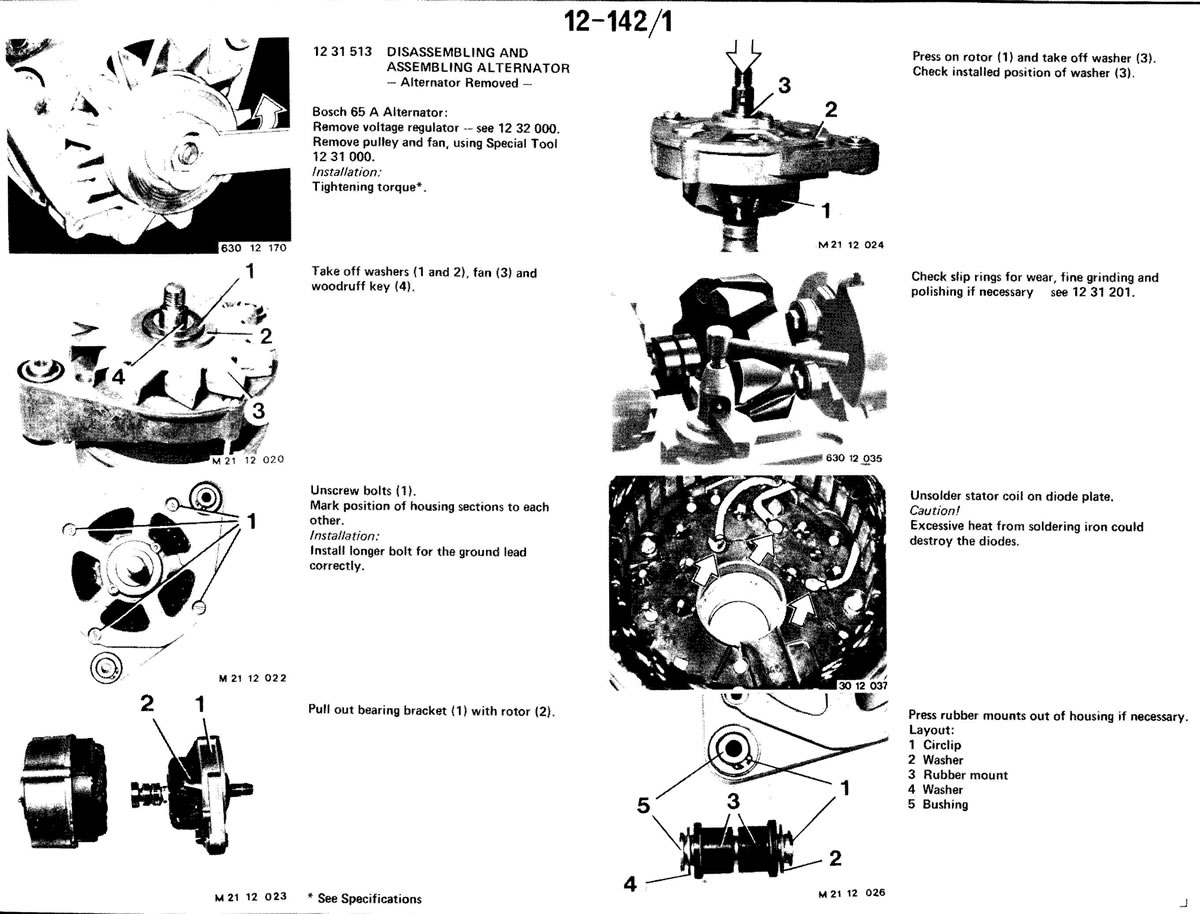 12-142/1
12 31 513 DISASSEMBLING AND
ASSEMBLING ALTERNATOR
— Alternator Removed —
Bosch 65 A Alternator:
Remove voltage regulator — see 12 32 000.
Remove pulley and fan, using Special Tool
12 31 000.
Installation:
Tightening torque*.
630 12 170
Take off washers (1 and 2), fan (3) and
woodruff key (4).
1
2
4
3
M 21 12 020
Unscrew bolts (1).
Mark position of housing sections to each
other.
Installation:
Install longer bolt for the ground lead
correctly.
1
M 21 12 022
Pull out bearing bracket (1) with rotor (2).
2 1
M 21 12 023
* See Specifications
Press on rotor (1) and take off washer (3).
Check installed position of washer (3).
3
2
1
M 21 12 024
Check slip rings for wear, fine grinding and
polishing if necessary see 12 31 201.
630 12 035
Unsolder stator coil on diode plate.
Caution!
Excessive heat from soldering iron could
destroy the diodes.
30 12 037
Press rubber mounts out of housing if necessary.
Layout:
1 Circlip
2 Washer
3 Rubber mount
4 Washer
5 Bushing
5 3 1
2
4
M 21 12 026